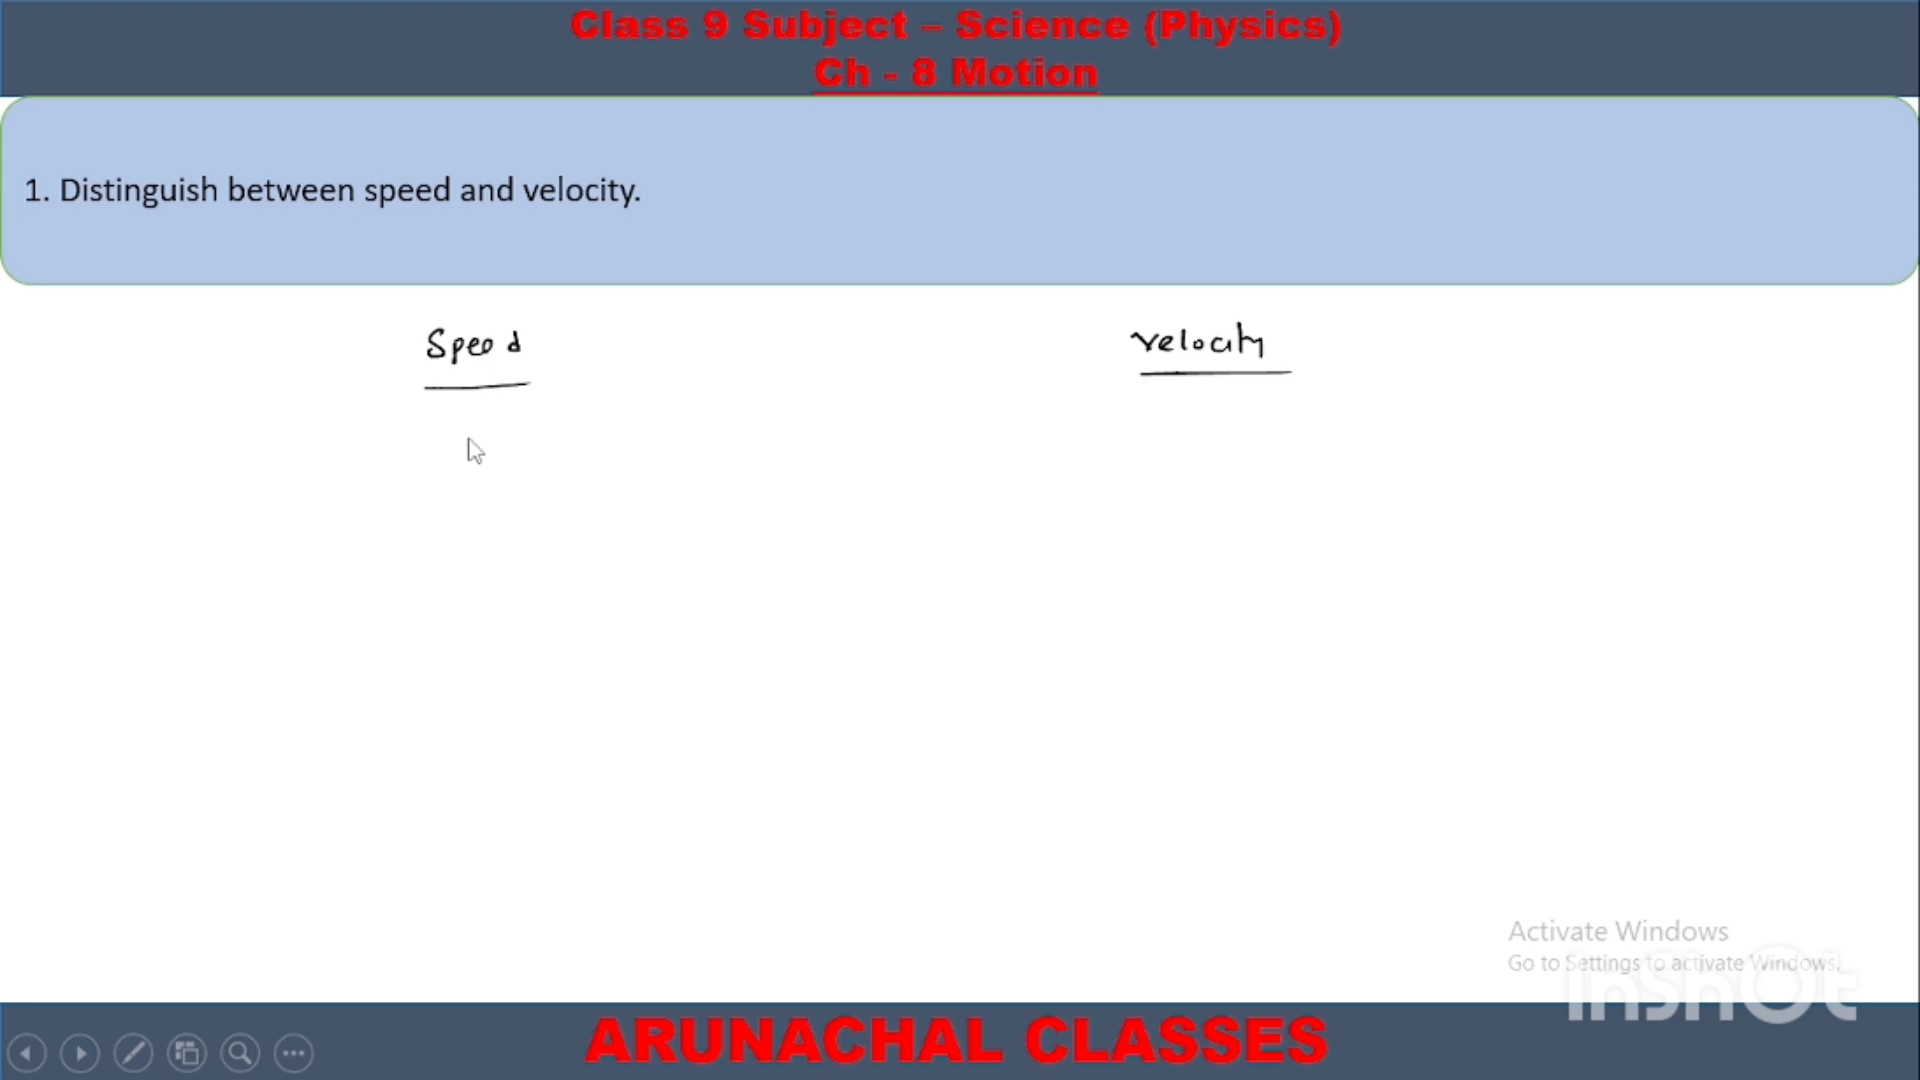 Class 9 Subject – Science (Physics)
Ch - 8 Motion
1. Distinguish between speed and velocity.
Speed
velocity
Activate Windows
Go to Settings to activate Windows.
InShOt
ARUNACHAL CLASSES